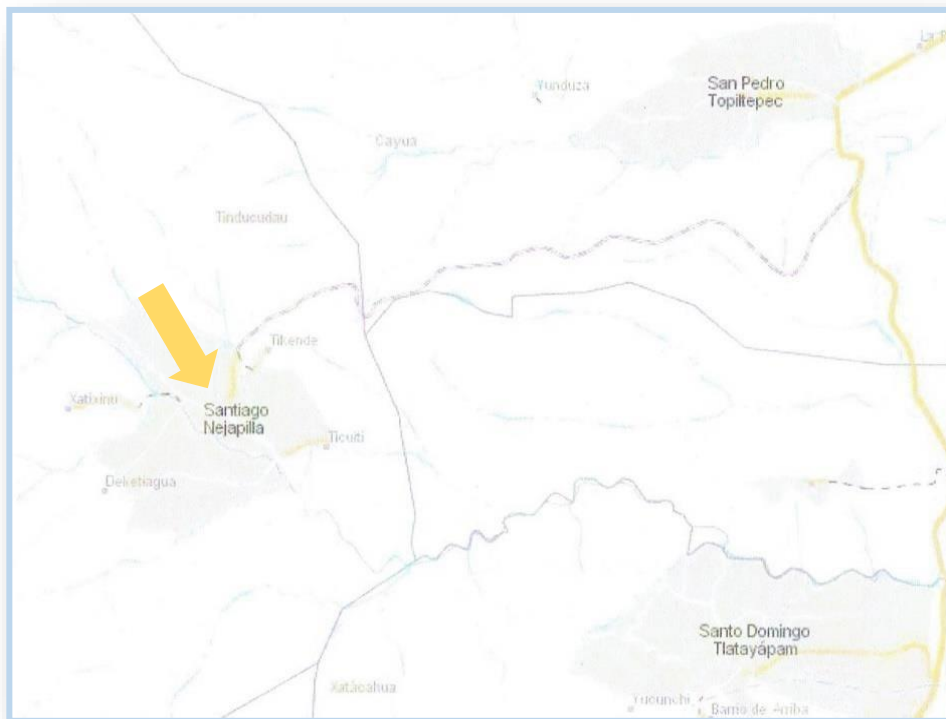 San Pedro
Topiltepec
Yunduza
Cayua
Tinducudau
Tikende
Xatixinu
Santiago
Nejapilla
Ticuiti
Deketiagua
Santo Domingo
Tlatayápam
Xatacahua
Yucunchi
Barrio de Arriba